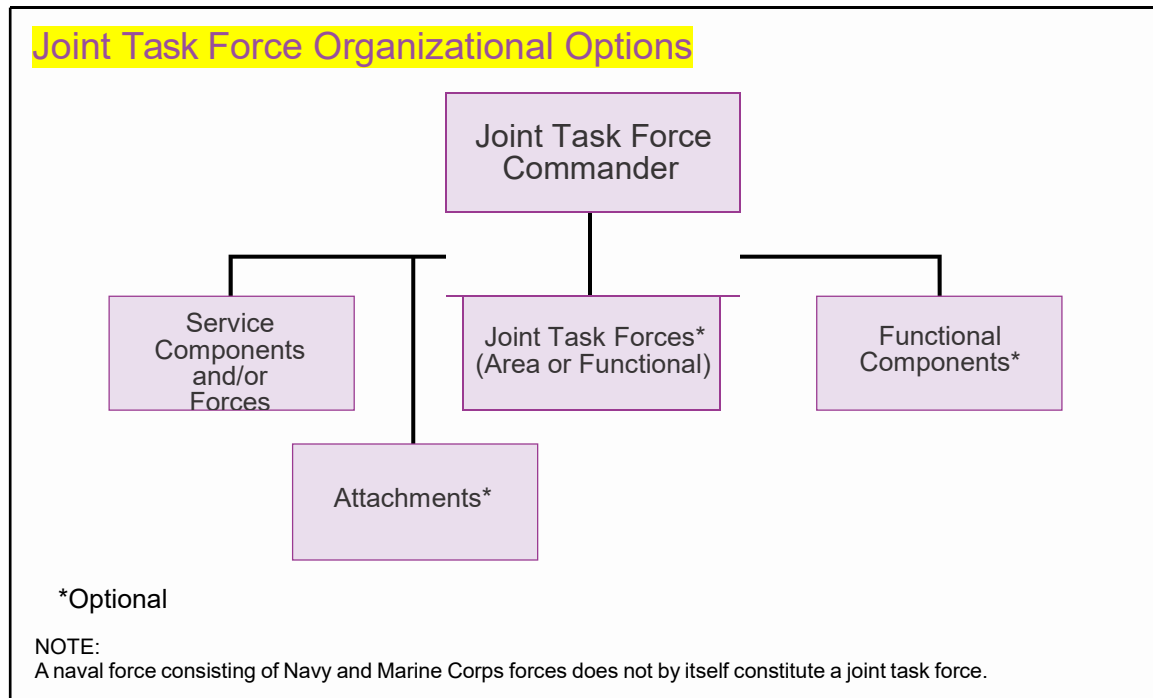 Joint Task Force Organizational Options
Joint Task Force
Commander
Service
Components
and/or
Forces
Joint Task Forces*
(Area or Functional)
Functional
Components*
Attachments*
*Optional
NOTE:
A naval force consisting of Navy and Marine Corps forces does not by itself constitute a joint task force.